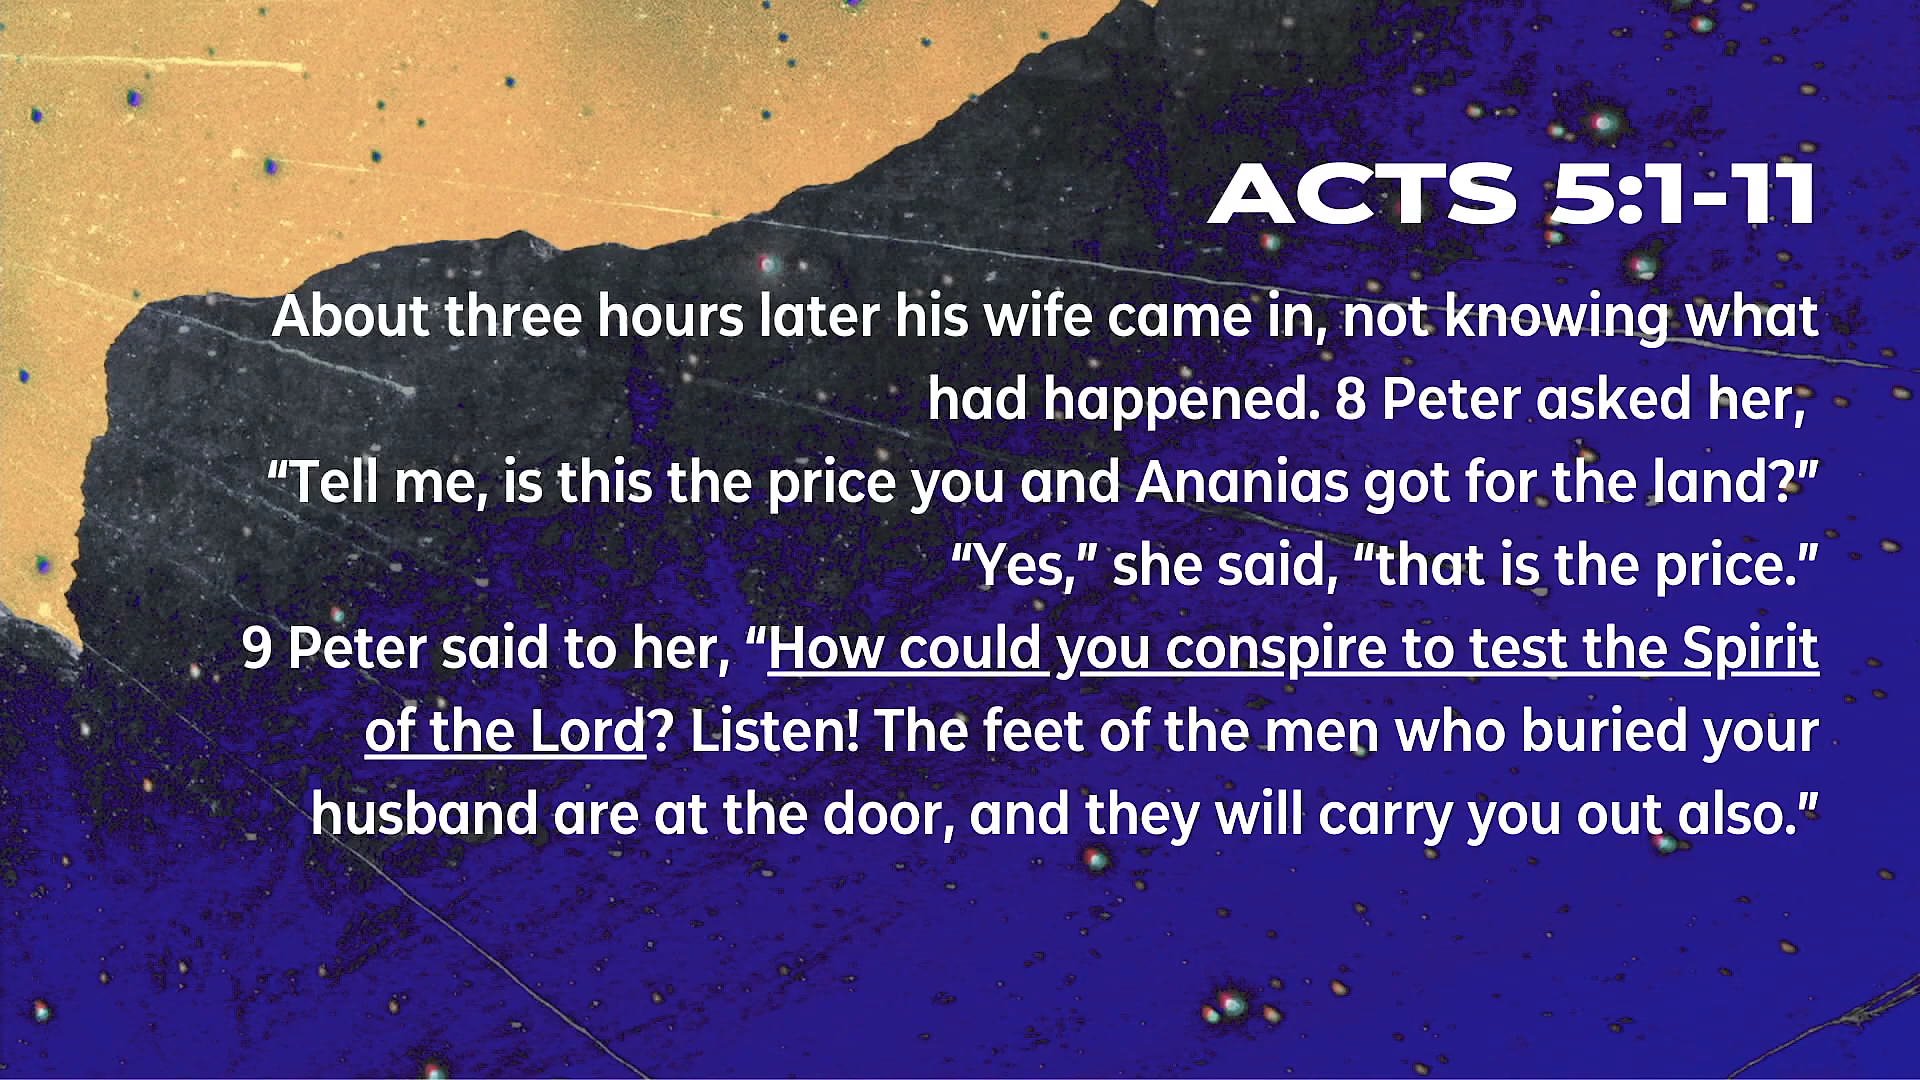 ACTS 5:1-11
About three hours later his wife came in, not knowing what
had happened. 8 Peter asked her,
“Tell me, is this the price you and Ananias got for the land?”
“Yes,” she said, “that is the price.”
9 Peter said to her, “How could you conspire to test the Spirit
of the Lord? Listen! The feet of the men who buried your
husband are at the door, and they will carry you out also.”